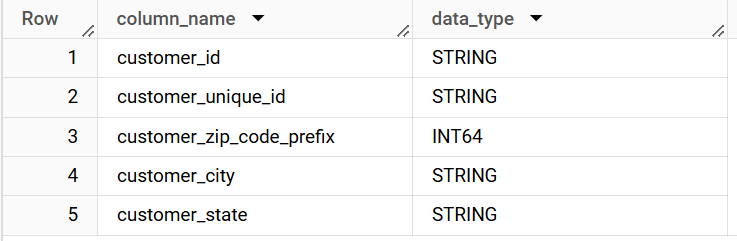 Row column_name data_type
1 customer_id STRING
2 customer_unique_id STRING
3 customer_zip_code_prefix INT64
4 customer_city STRING
5 customer_state STRING